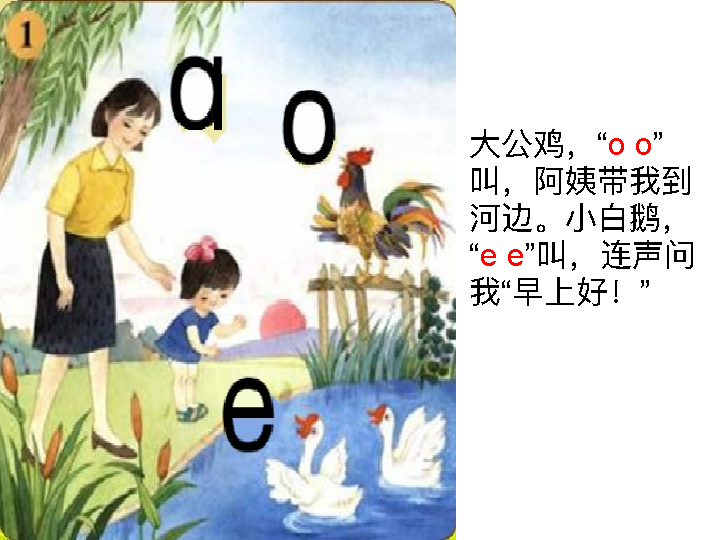 1
ɑ o
e
大公鸡，“o o”
叫，阿姨带我到
河边。小白鹅，
“e e”叫，连声问
我“早上好！”